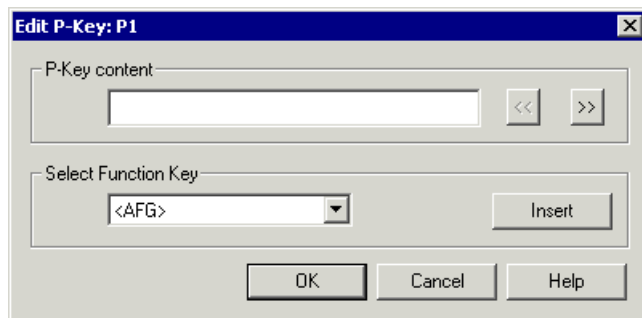 Edit P-Key: P1
P-Key content
<< >>
Select Function Key
<AFG> Insert
OK Cancel Help